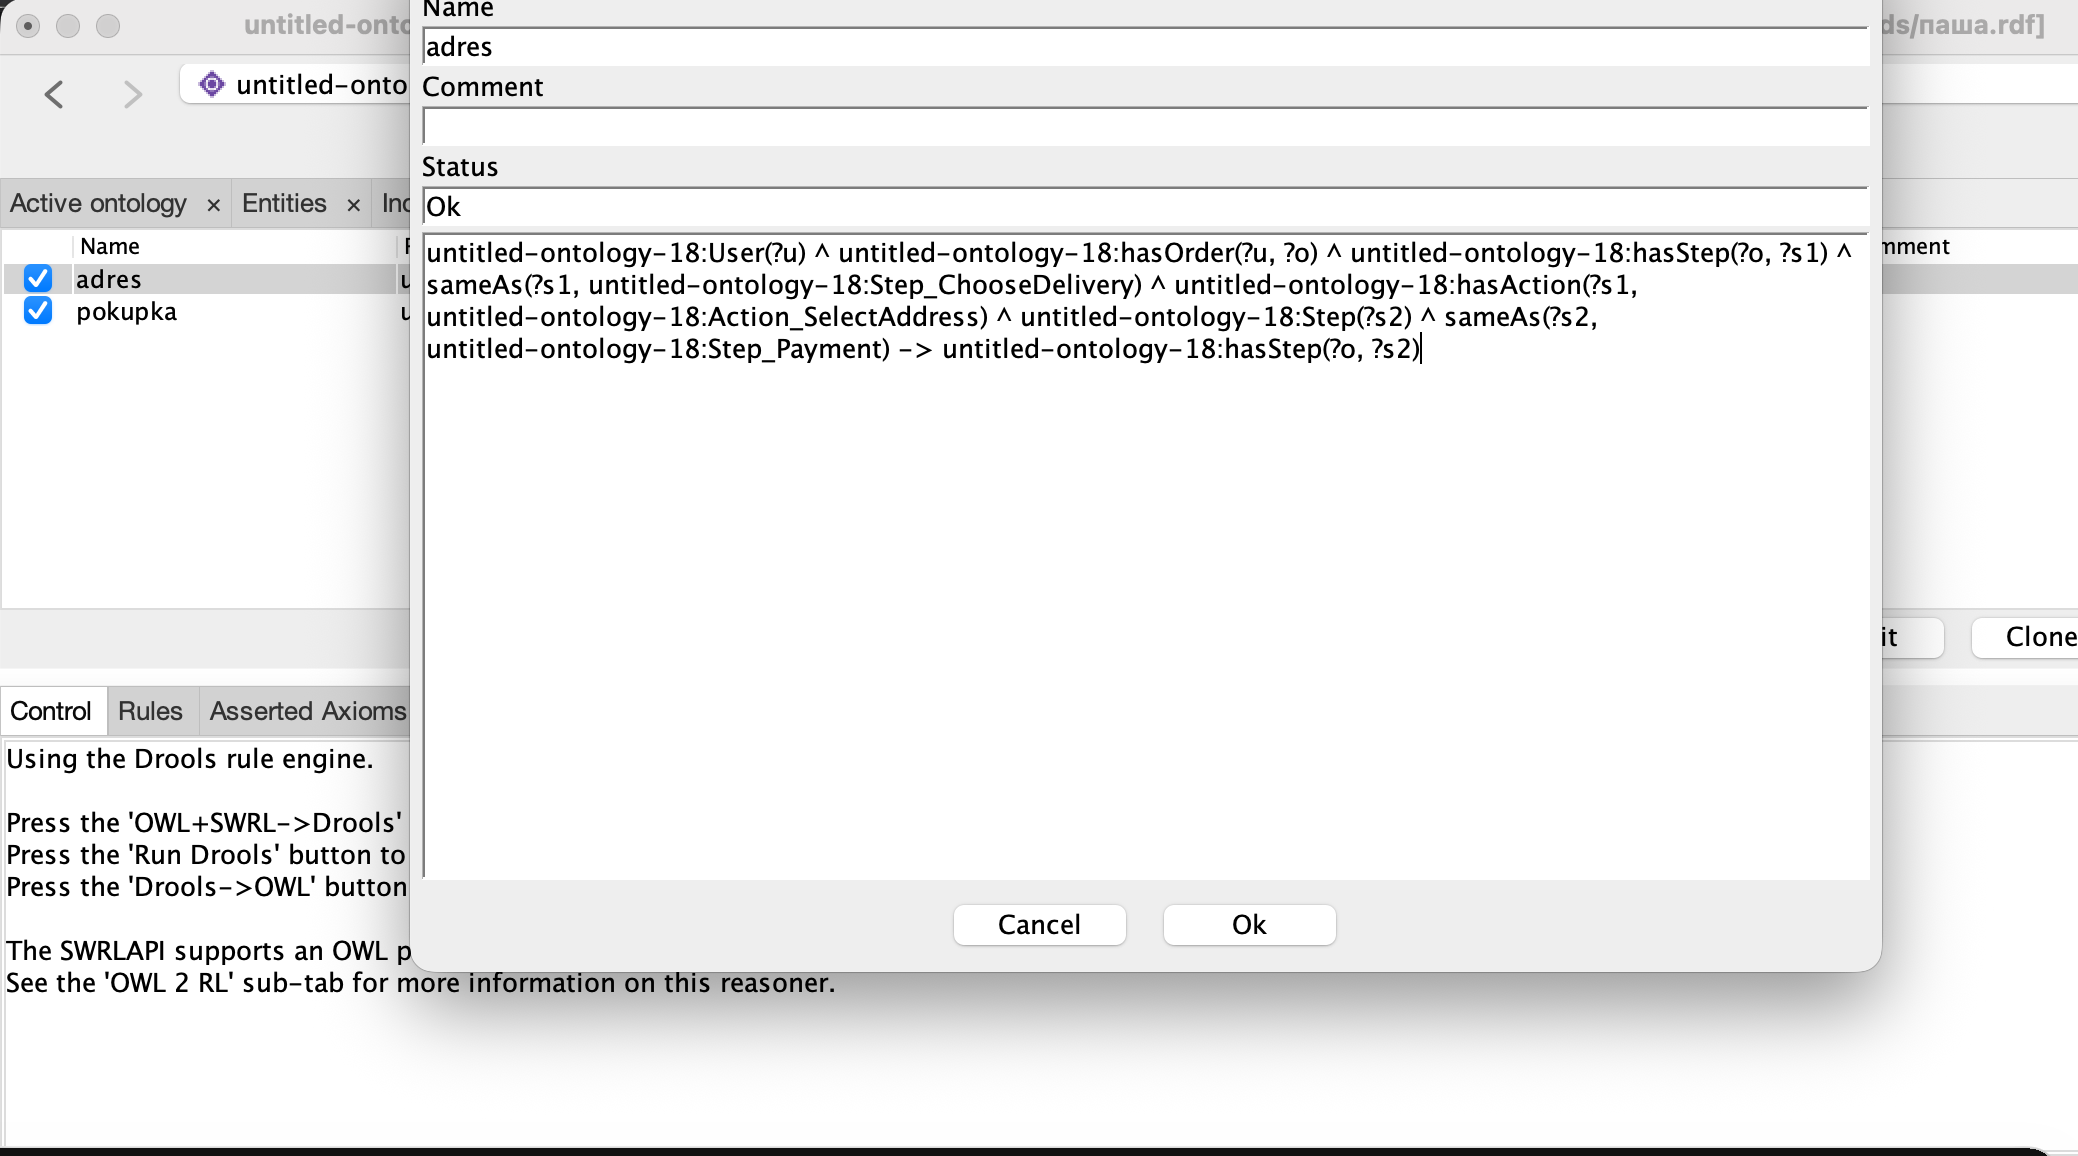 untitled-onto
ds/паша.rdf]
untitled-onto
Name
adres
Comment
Status
Ok
Active ontology × Entities ×
Name
mment
adres
pokupka
untitled-ontology-18:User(?u) ^ untitled-ontology-18:hasOrder(?u, ?o) ^ untitled-ontology-18:hasStep(?o, ?s1) ^
sameAs(?s1, untitled-ontology-18:Step_ChooseDelivery) ^ untitled-ontology-18:hasAction(?s1,
untitled-ontology-18:Action_SelectAddress) ^ untitled-ontology-18:Step(?s2) ^ sameAs(?s2,
untitled-ontology-18:Step_Payment) -> untitled-ontology-18:hasStep(?o, ?s2)
it
Clone
Control Rules Asserted Axioms
Using the Drools rule engine.
Press the 'OWL+SWRL->Drools'
Press the 'Run Drools' button to
Press the 'Drools->OWL' button
Cancel Ok
The SWRLAPI supports an OWL p
See the 'OWL 2 RL' sub-tab for more information on this reasoner.